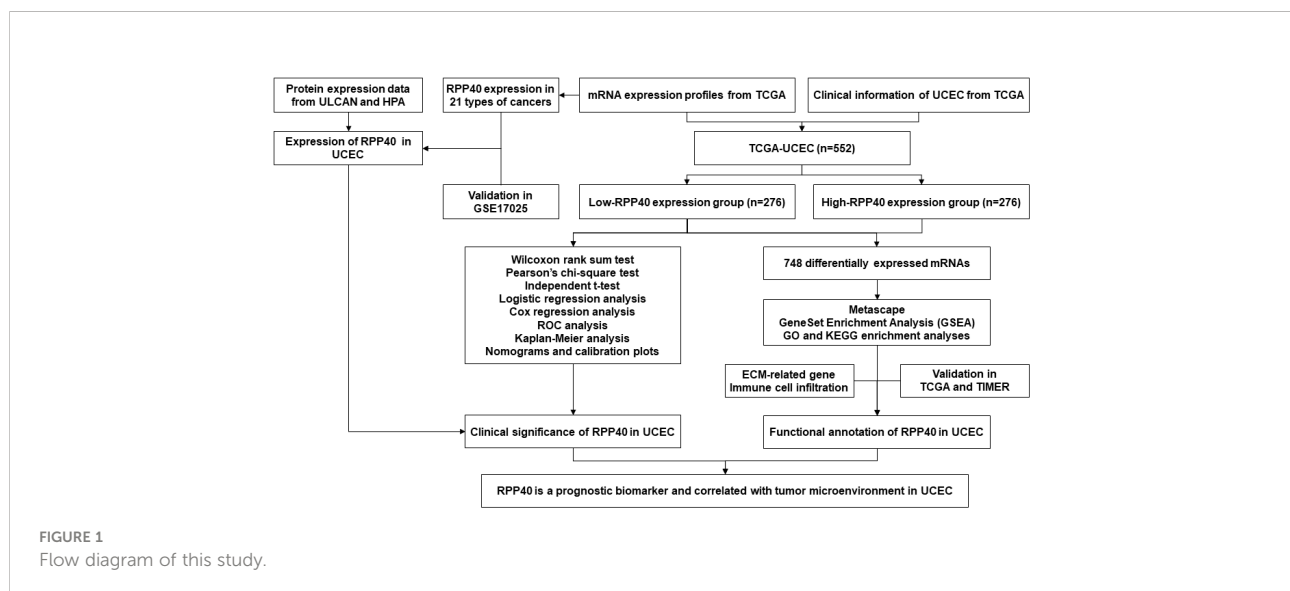 Protein expression data
from ULCAN and HPA
RPP40 expression in
21 types of cancers
mRNA expression profiles from TCGA
Clinical information of UCEC from TCGA
Expression of RPP40 in
UCEC
TCGA-UCEC (n=552)
Validation in
GSE17025
Low-RPP40 expression group (n=276)
High-RPP40 expression group (n=276)
Wilcoxon rank sum test
Pearson's chi-square test
Independent t-test
Logistic regression analysis
Cox regression analysis
ROC analysis
Kaplan-Meier analysis
Nomograms and calibration plots
748 differentially expressed mRNAs
Metascape
GeneSet Enrichment Analysis (GSEA)
GO and KEGG enrichment analyses
ECM-related gene
Immune cell infiltration
Validation in
TCGA and TIMER
Clinical significance of RPP40 in UCEC
Functional annotation of RPP40 in UCEC
RPP40 is a prognostic biomarker and correlated with tumor microenvironment in UCEC
FIGURE 1
Flow diagram of this study.